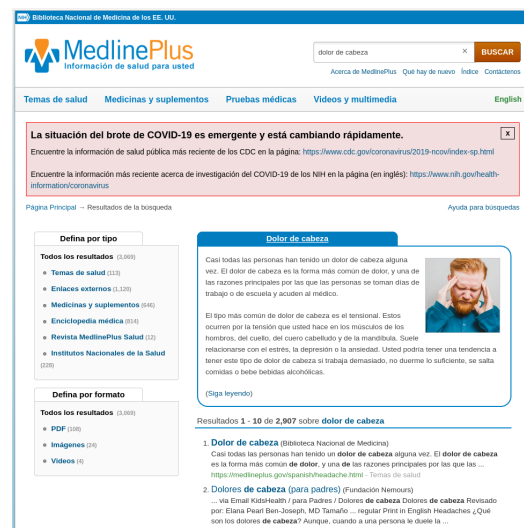 NIH Biblioteca Nacional de Medicina de los EE. UU.
MedlinePlus
Información de salud para usted
dolor de cabeza × BUSCAR
Acerca de MedlinePlus Qué hay de nuevo Índice Contáctenos
Temas de salud Medicinas y suplementos Pruebas médicas Videos y multimedia English
La situación del brote de COVID-19 es emergente y está cambiando rápidamente. x
Encuentre la información de salud pública más reciente de los CDC en la página: https://www.cdc.gov/coronavirus/2019-ncov/index-sp.html
Encuentre la información más reciente acerca de investigación del COVID-19 de los NIH en la página (en inglés): https://www.nih.gov/health-
information/coronavirus
Página Principal → Resultados de la búsqueda Ayuda para búsquedas
Defina por tipo
Todos los resultados (3,069)
Temas de salud (113)
Enlaces externos (1,120)
Medicinas y suplementos (646)
Enciclopedia médica (814)
Revista MedlinePlus Salud (12)
Institutos Nacionales de la Salud
(228)
Defina por formato
Todos los resultados (3,069)
PDF (108)
Imágenes (24)
Videos (4)
Dolor de cabeza
Casi todas las personas han tenido un dolor de cabeza alguna
vez. El dolor de cabeza es la forma más común de dolor, y una de
las razones principales por las que las personas se toman días de
trabajo o de escuela y acuden al médico.
El tipo más común de dolor de cabeza es el tensional. Estos
ocurren por la tensión que usted hace en los músculos de los
hombros, del cuello, del cuero cabelludo y de la mandíbula. Suele
relacionarse con el estrés, la depresión o la ansiedad. Usted podría tener una tendencia a
tener este tipo de dolor de cabeza si trabaja demasiado, no duerme lo suficiente, se salta
comidas o bebe bebidas alcohólicas.
(Siga leyendo)
Resultados 1 - 10 de 2,907 sobre dolor de cabeza
1. Dolor de cabeza (Biblioteca Nacional de Medicina)
Casi todas las personas han tenido un dolor de cabeza alguna vez. El dolor de cabeza
es la forma más común de dolor, y una de las razones principales por las que las ...
https://medlineplus.gov/spanish/headache.html - Temas de salud
2. Dolores de cabeza (para padres) (Fundación Nemours)
... via Email KidsHealth / para Padres / Dolores de cabeza Dolores de cabeza Revisado
por: Elana Pearl Ben-Joseph, MD Tamaño ... regular Print in English Headaches ¿Qué
son los dolores de cabeza? Aunque, cuando a una persona le duele la ...